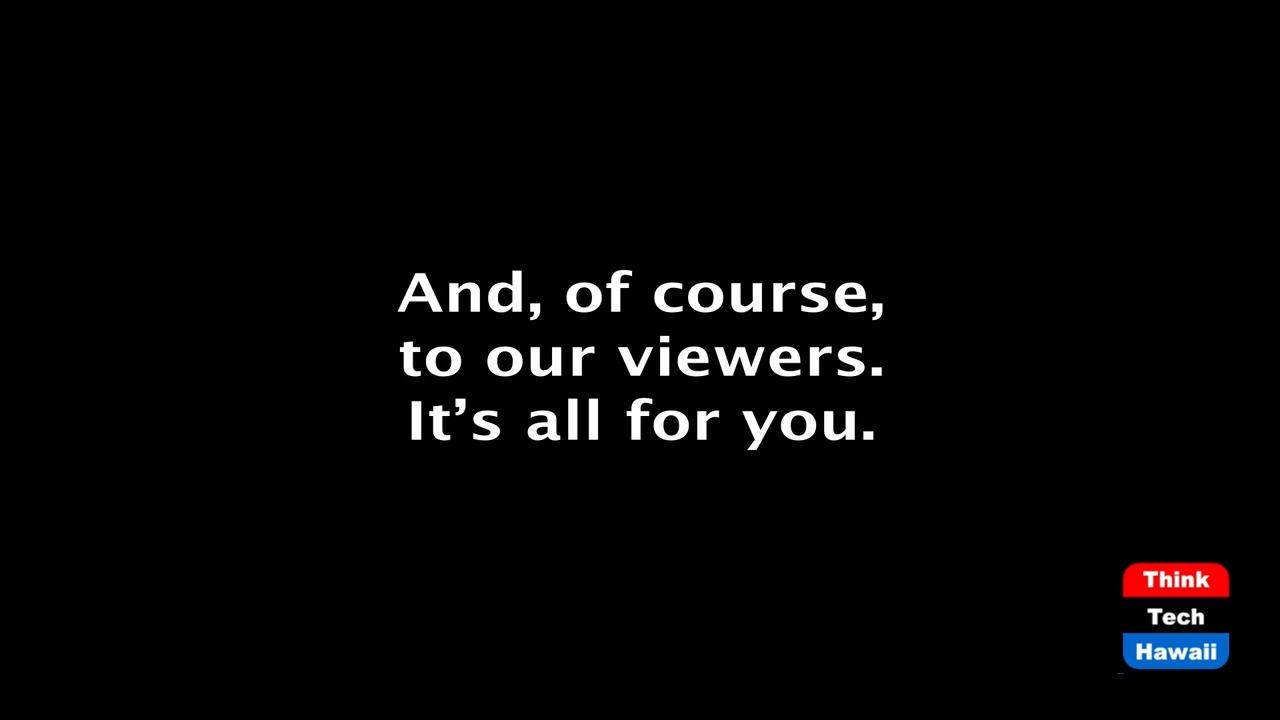 And, of course,
to our viewers.
It’s all for you.
Think
Tech
Hawaii